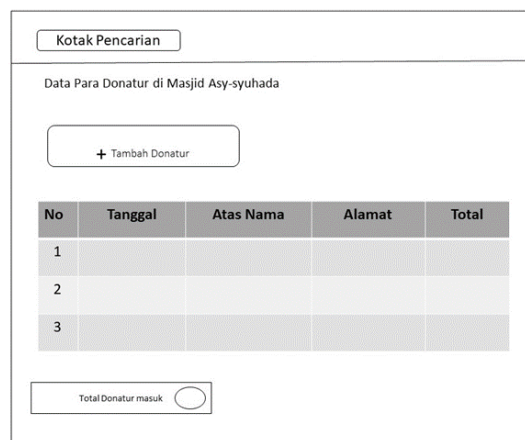 Kotak Pencarian
Data Para Donatur di Masjid Asy-syuhada
+ Tambah Donatur
No Tanggal Atas Nama Alamat Total
1
2
3
Total Donatur masuk